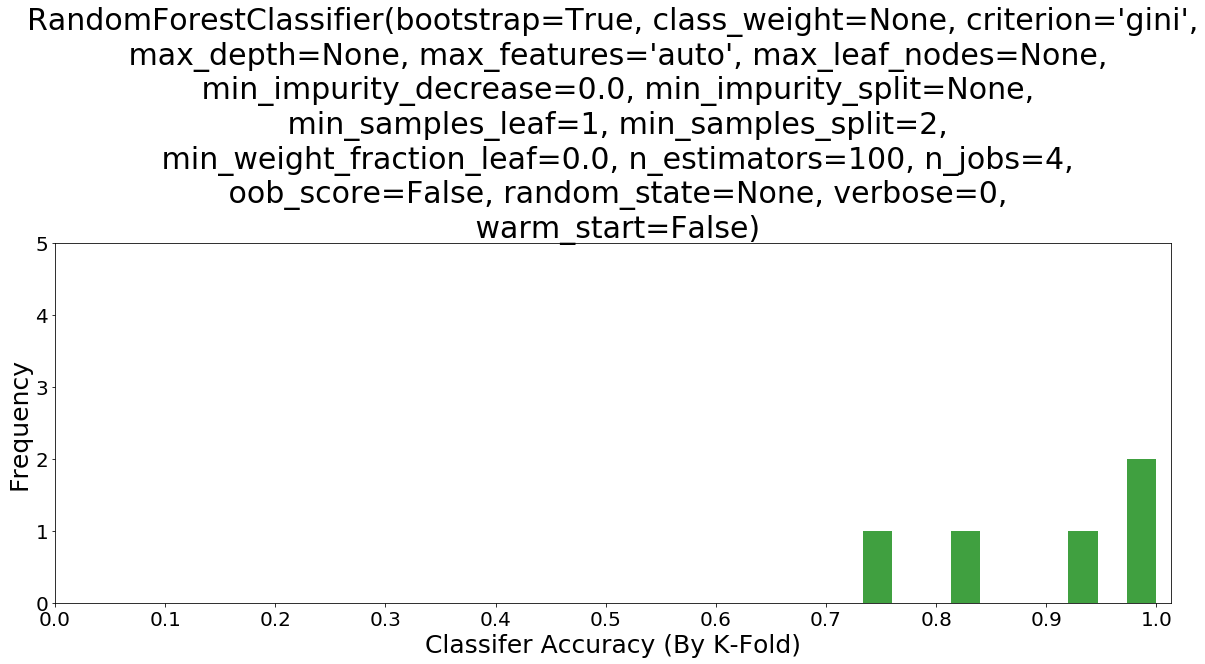 RandomForestClassifier(bootstrap=True, class_weight=None, criterion='gini',
max_depth=None, max_features='auto', max_leaf_nodes=None,
min_impurity_decrease=0.0, min_impurity_split=None,
min_samples_leaf=1, min_samples_split=2,
min_weight_fraction_leaf=0.0, n_estimators=100, n_jobs=4,
oob_score=False, random_state=None, verbose=0,
warm_start=False)
5
4
3
2
1
0
Frequency
0.0 0.1 0.2 0.3 0.4 0.5 0.6 0.7 0.8 0.9 1.0
Classifer Accuracy (By K-Fold)